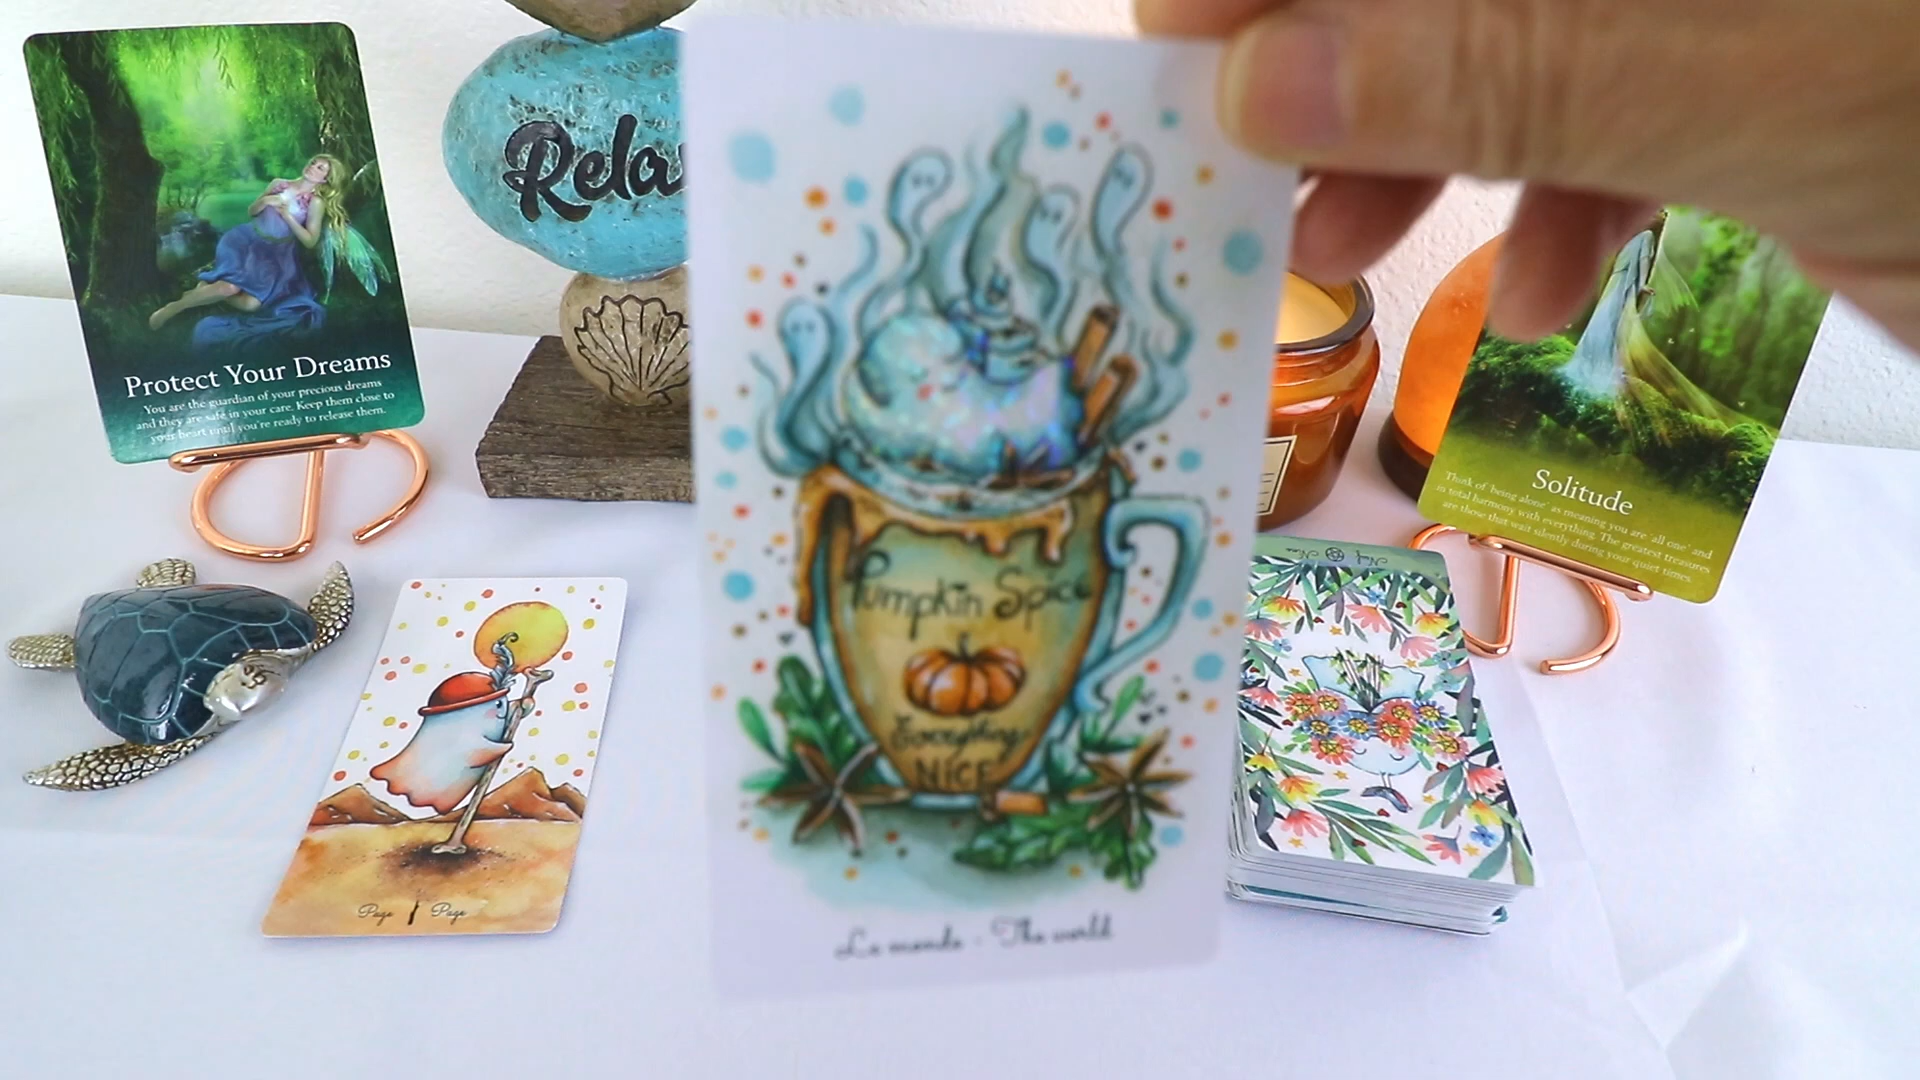 Protect Your Dreams
You are the guardian of your precious dreams
and they are safe in your care. Keep them close to
your heart until you're ready to release them.
Rela
Pumpkin Spice
Everything
NICE
Le monde - The world
Solitude
Think of 'being alone' as meaning you are 'all one' and
in total harmony with everything. The greatest treasures
are those that wait silently during your quiet times.
Neuf
Nine
Page Page